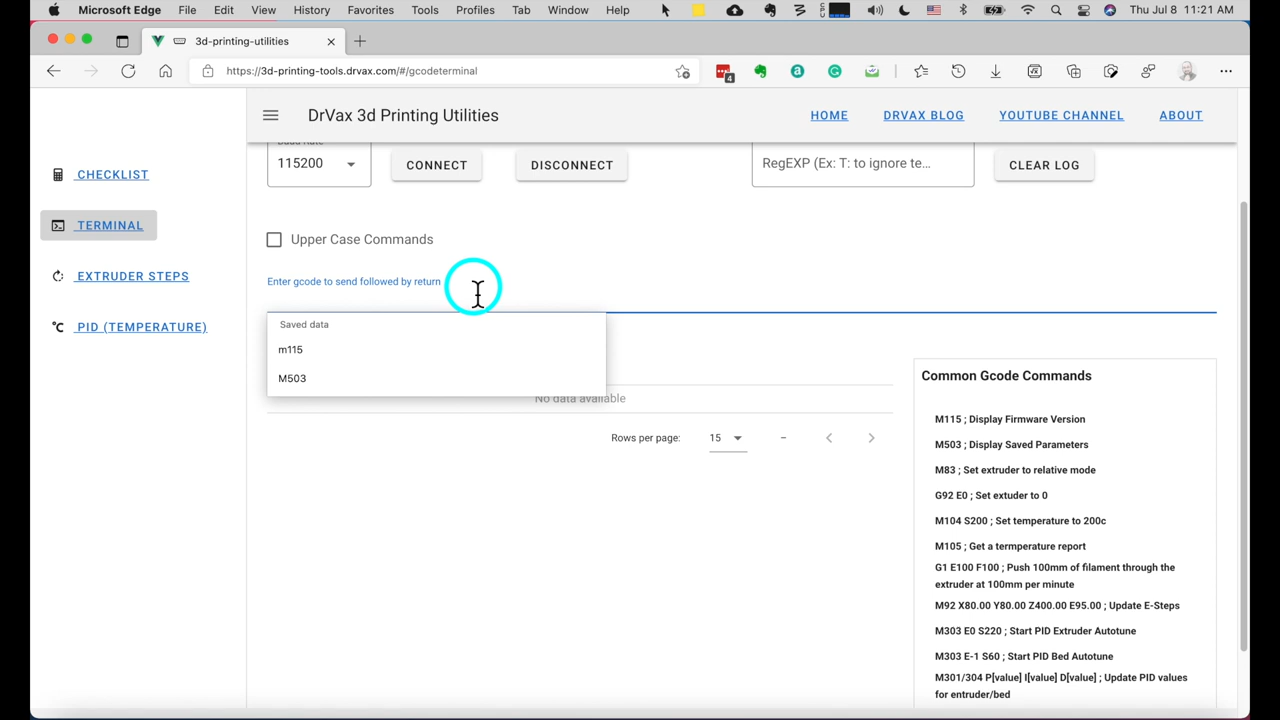 Microsoft Edge File Edit View History Favorites Tools Profiles Tab Window Help Thu Jul 8 11:21 AM
3d-printing-utilities
https://3d-printing-tools.drvax.com/#/gcodeterminal
4
DrVax 3d Printing Utilities
HOME
DRVAX BLOG
YOUTUBE CHANNEL
ABOUT
CHECKLIST
TERMINAL
EXTRUDER STEPS
PID (TEMPERATURE)
115200
CONNECT
DISCONNECT
RegEXP (Ex: T: to ignore te...
CLEAR LOG
Upper Case Commands
Enter gcode to send followed by return
Saved data
m115
M503
No data available
Rows per page:
15
–
Common Gcode Commands
M115 ; Display Firmware Version
M503 ; Display Saved Parameters
M83 ; Set extruder to relative mode
G92 E0 ; Set extuder to 0
M104 S200 ; Set temperature to 200c
M105 ; Get a termperature report
G1 E100 F100 ; Push 100mm of filament through the
extruder at 100mm per minute
M92 X80.00 Y80.00 Z400.00 E95.00 ; Update E-Steps
M303 E0 S220 ; Start PID Extruder Autotune
M303 E-1 S60 ; Start PID Bed Autotune
M301/304 P[value] I[value] D[value] ; Update PID values
for entruder/bed